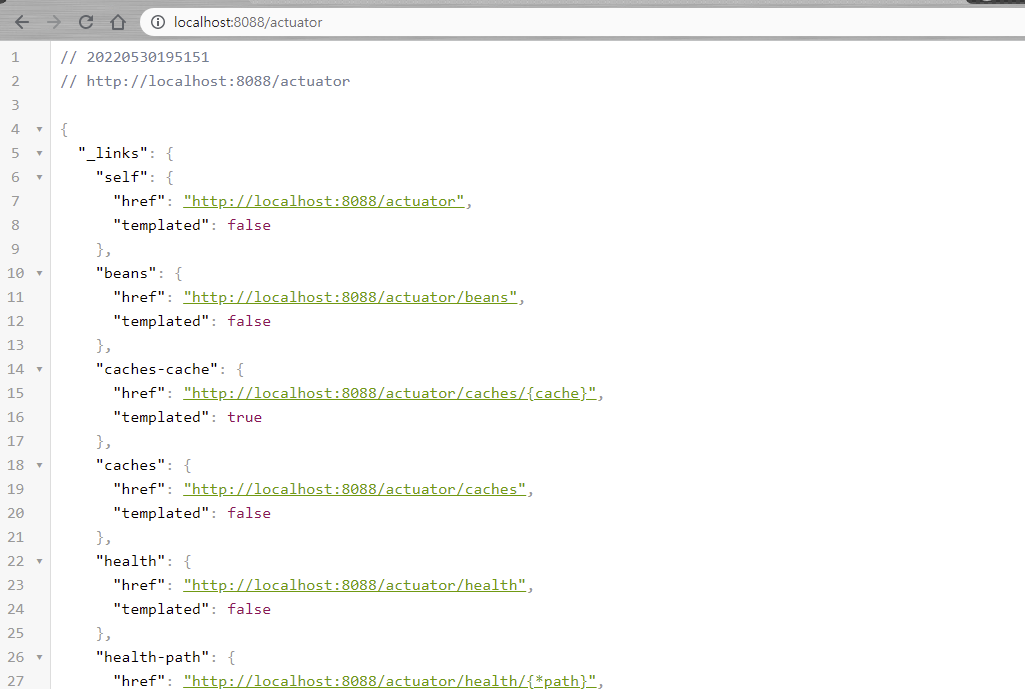 localhost:8088/actuator
1 // 20220530195151
2 // http://localhost:8088/actuator
3
4 {
5 "_links": {
6 "self": {
7 "href": "http://localhost:8088/actuator",
8 "templated": false
9 },
10 "beans": {
11 "href": "http://localhost:8088/actuator/beans",
12 "templated": false
13 },
14 "caches-cache": {
15 "href": "http://localhost:8088/actuator/caches/{cache}",
16 "templated": true
17 },
18 "caches": {
19 "href": "http://localhost:8088/actuator/caches",
20 "templated": false
21 },
22 "health": {
23 "href": "http://localhost:8088/actuator/health",
24 "templated": false
25 },
26 "health-path": {
27 "href": "http://localhost:8088/actuator/health/{*path}",